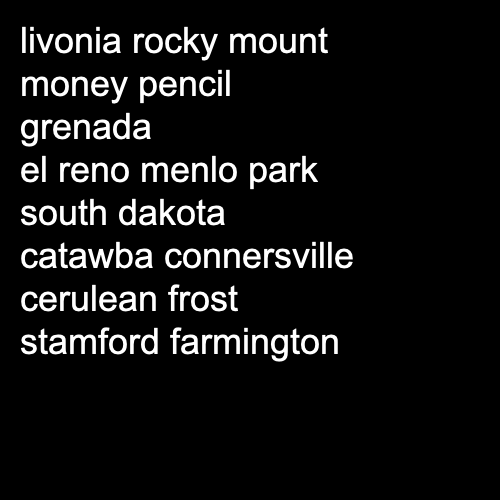 livonia rocky mount
money pencil
grenada
el reno menlo park
south dakota
catawba connersville
cerulean frost
stamford farmington